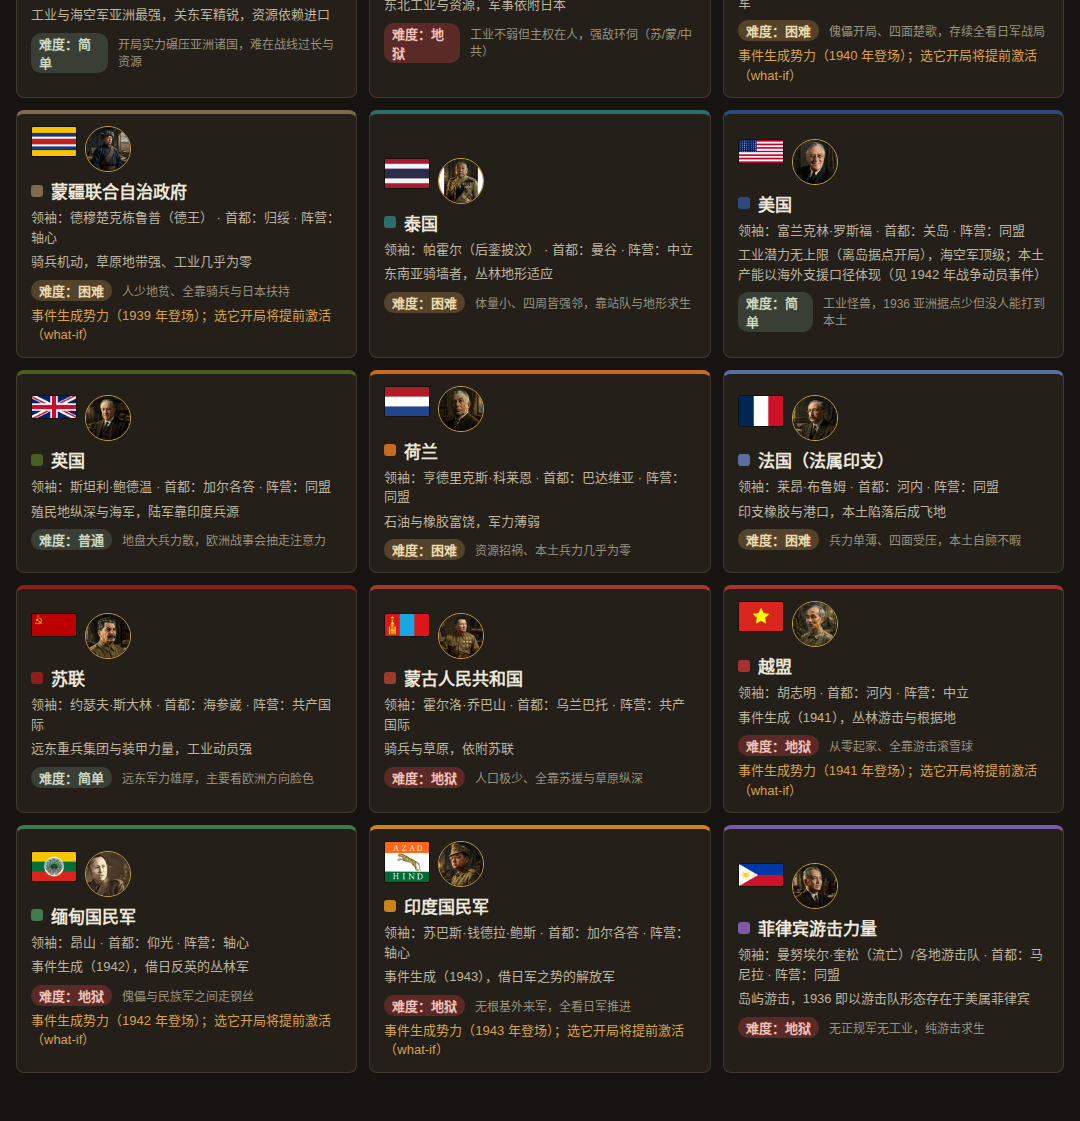 工业与海空军亚洲最强，关东军精锐，资源依赖进口
难度：简
单
开局实力碾压亚洲诸国，难在战线过长与
资源
东北工业与资源，军事依附日本
难度：地
狱
工业不弱但主权在人，强敌环伺（苏/蒙/中
共）
军
难度：困难
傀儡开局、四面楚歌，存续全看日军战局
事件生成势力（1940 年登场）；选它开局将提前激活
（what-if）
蒙疆联合自治政府
领袖：德穆楚克栋鲁普（德王） · 首都：归绥 · 阵营：
轴心
骑兵机动，草原地带强、工业几乎为零
难度：困难
人少地贫、全靠骑兵与日本扶持
事件生成势力（1939 年登场）；选它开局将提前激活
（what-if）
泰国
领袖：帕霍尔（后銮披汶） · 首都：曼谷 · 阵营：中立
东南亚骑墙者，丛林地形适应
难度：困难
体量小、四周皆强邻，靠站队与地形求生
美国
领袖：富兰克林·罗斯福 · 首都：关岛 · 阵营：同盟
工业潜力无上限（离岛据点开局），海空军顶级；本土
产能以海外支援口径体现（见 1942 年战争动员事件）
难度：简
单
工业怪兽，1936 亚洲据点少但没人能打到
本土
英国
领袖：斯坦利·鲍德温 · 首都：加尔各答 · 阵营：同盟
殖民地纵深与海军，陆军靠印度兵源
难度：普通
地盘大兵力散，欧洲战事会抽走注意力
荷兰
领袖：亨德里克斯·科莱恩 · 首都：巴达维亚 · 阵营：
同盟
石油与橡胶富饶，军力薄弱
难度：困难
资源招祸、本土兵力几乎为零
法国（法属印支）
领袖：莱昂·布鲁姆 · 首都：河内 · 阵营：同盟
印支橡胶与港口，本土陷落后成飞地
难度：困难
兵力单薄、四面受压，本土自顾不暇
苏联
领袖：约瑟夫·斯大林 · 首都：海参崴 · 阵营：共产国
际
远东重兵集团与装甲力量，工业动员强
难度：简单
远东军力雄厚，主要看欧洲方向脸色
蒙古人民共和国
领袖：霍尔洛·乔巴山 · 首都：乌兰巴托 · 阵营：共产
国际
骑兵与草原，依附苏联
难度：地狱
人口极少、全靠苏援与草原纵深
越盟
领袖：胡志明 · 首都：河内 · 阵营：中立
事件生成（1941），丛林游击与根据地
难度：地狱
从零起家、全靠游击滚雪球
事件生成势力（1941 年登场）；选它开局将提前激活
（what-if）
缅甸国民军
领袖：昂山 · 首都：仰光 · 阵营：轴心
事件生成（1942），借日反英的丛林军
难度：地狱
傀儡与民族军之间走钢丝
事件生成势力（1942 年登场）；选它开局将提前激活
（what-if）
AZAD
HIND
印度国民军
领袖：苏巴斯·钱德拉·鲍斯 · 首都：加尔各答 · 阵营：
轴心
事件生成（1943），借日军之势的解放军
难度：地狱
无根基外来军，全看日军推进
事件生成势力（1943 年登场）；选它开局将提前激活
（what-if）
菲律宾游击力量
领袖：曼努埃尔·奎松（流亡）/各地游击队 · 首都：马
尼拉 · 阵营：同盟
岛屿游击，1936 即以游击队形态存在于美属菲律宾
难度：地狱
无正规军无工业，纯游击求生